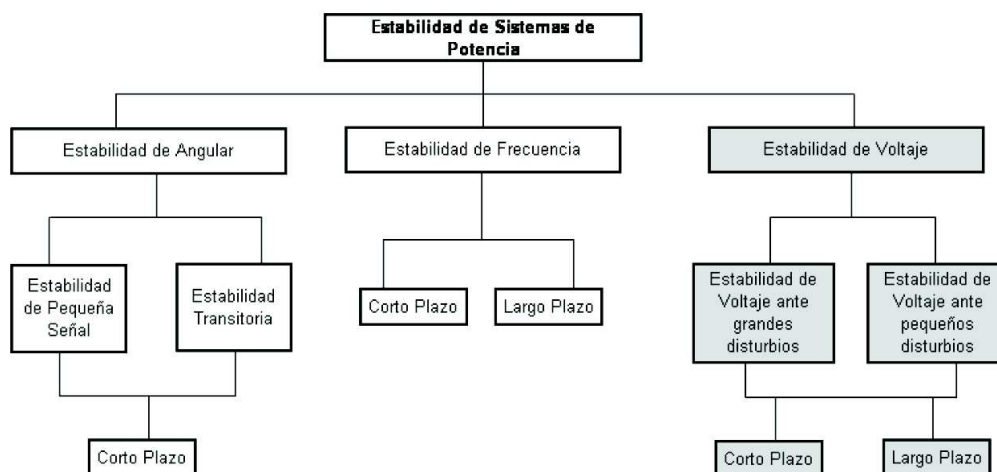 Estabilidad de Sistemas de
Potencia
Estabilidad de Angular
Estabilidad de Frecuencia
Estabilidad de Voltaje
Estabilidad
de Pequeña
Señal
Estabilidad
Transitoria
Corto Plazo
Largo Plazo
Estabilidad de
Voltaje ante
grandes
disturbios
Estabilidad de
Voltaje ante
pequeños
disturbios
Corto Plazo
Corto Plazo
Largo Plazo